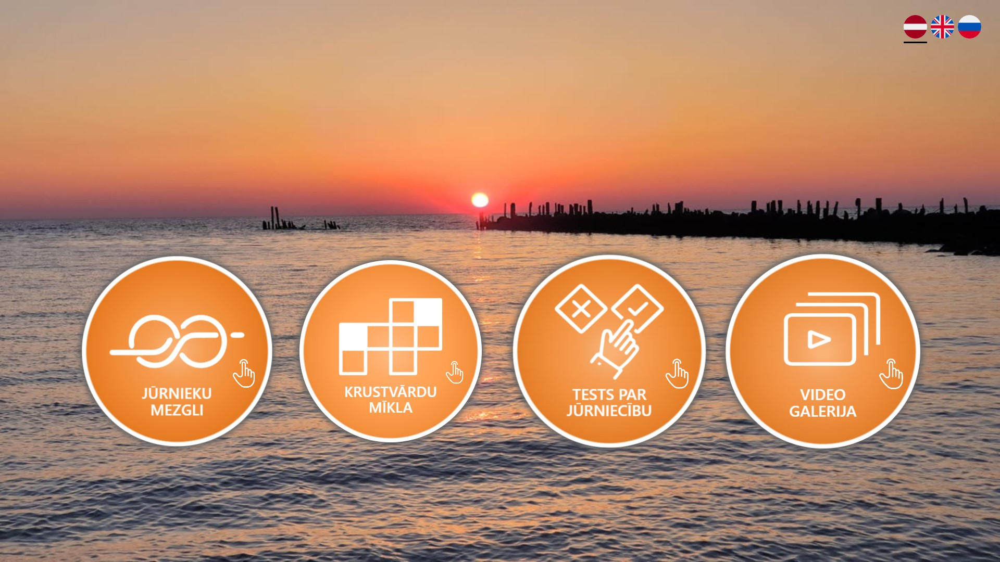 JŪRNIEKU
MEZGLI
KRUSTVĀRDU
MĪKLA
TESTS PAR
JŪRNIECĪBU
VIDEO
GALERIJA